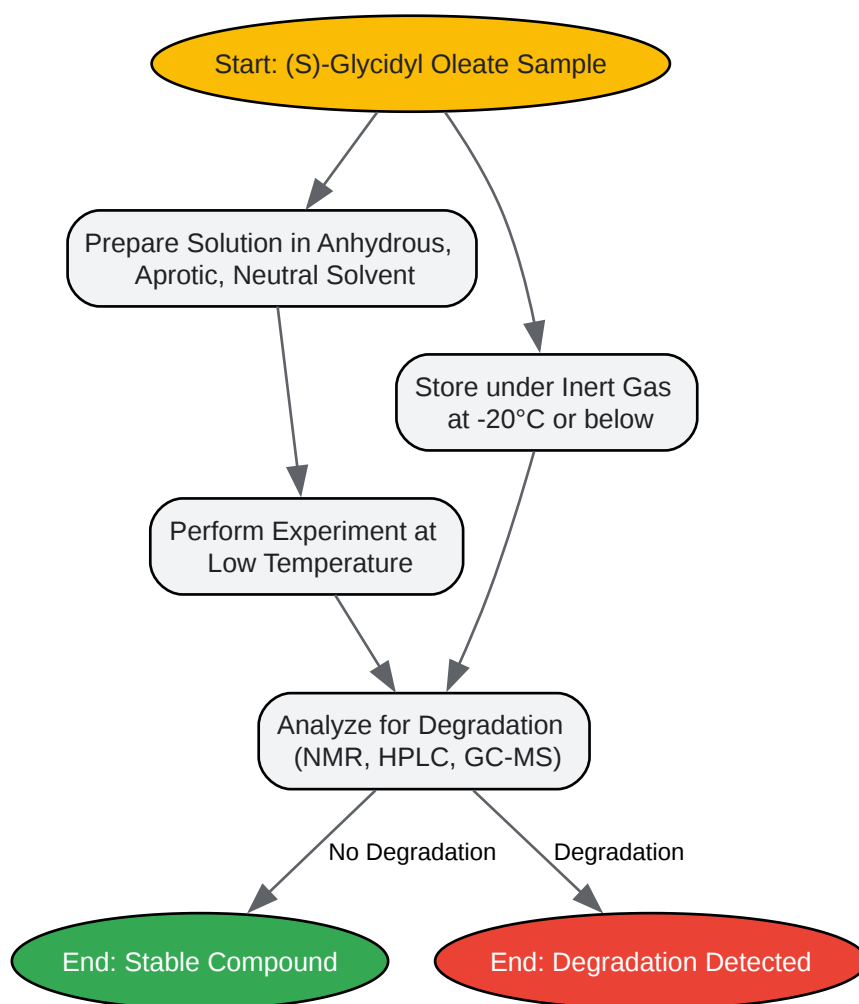 Start: (S)-Glycidyl Oleate Sample
Prepare Solution in Anhydrous,
Aprotic, Neutral Solvent
Store under Inert Gas
at -20°C or below
Perform Experiment at
Low Temperature
Analyze for Degradation
(NMR, HPLC, GC-MS)
No Degradation
Degradation
End: Stable Compound
End: Degradation Detected